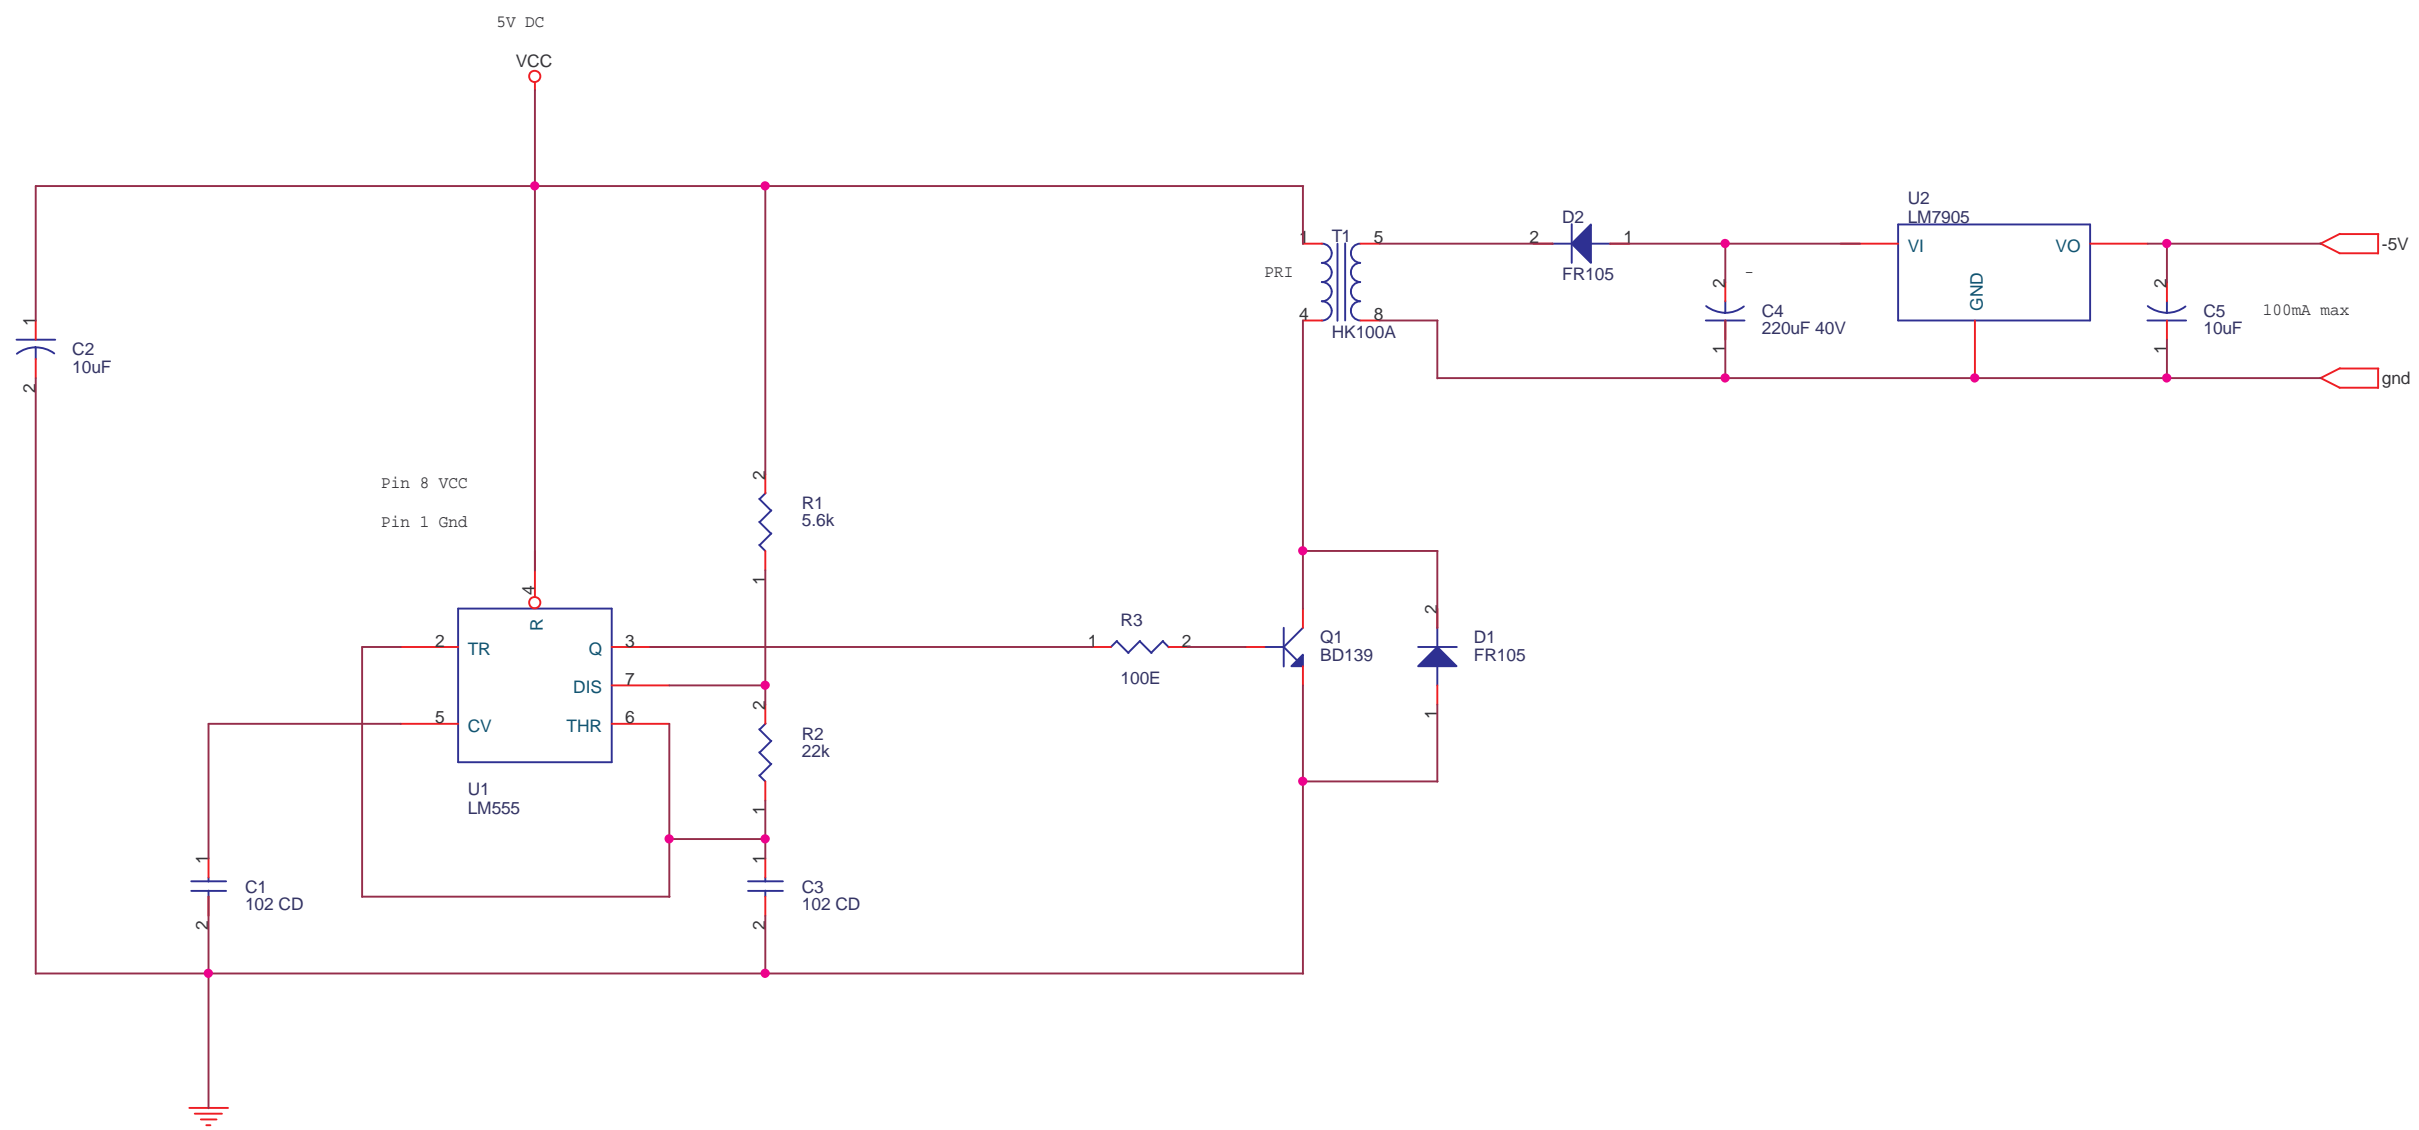 5V DC
VCC
1
C2
10uF
2
Pin 8 VCC
Pin 1 Gnd
4
R
2
TR
Q
3
DIS
7
5
CV
THR
6
U1
LM555
2
R1
5.6k
1
2
R2
22k
1
1
C1
102 CD
2
1
C3
102 CD
2
1
R3
2
100E
Q1
BD139
2
D1
FR105
1
PRI
1
T1
5
4
8
HK100A
D2
2
1
FR105
-
2
C4
220uF 40V
1
U2
LM7905
VI
VO
GND
2
C5
10uF
1
100mA max
-5V
gnd